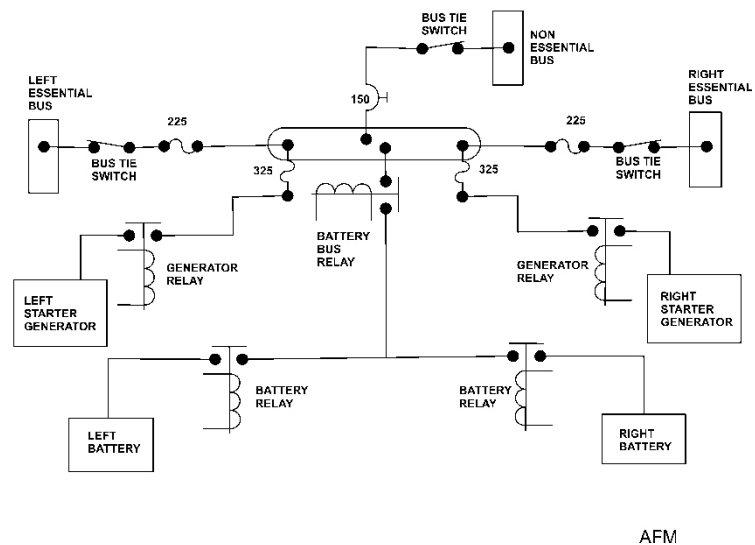 BUS TIE
SWITCH
NON
ESSENTIAL
BUS
LEFT
ESSENTIAL
BUS
RIGHT
ESSENTIAL
BUS
150
225
225
BUS TIE
SWITCH
BUS TIE
SWITCH
325
325
BATTERY
BUS
RELAY
GENERATOR
RELAY
GENERATOR
RELAY
LEFT
STARTER
GENERATOR
RIGHT
STARTER
GENERATOR
BATTERY
RELAY
BATTERY
RELAY
LEFT
BATTERY
RIGHT
BATTERY
AFM